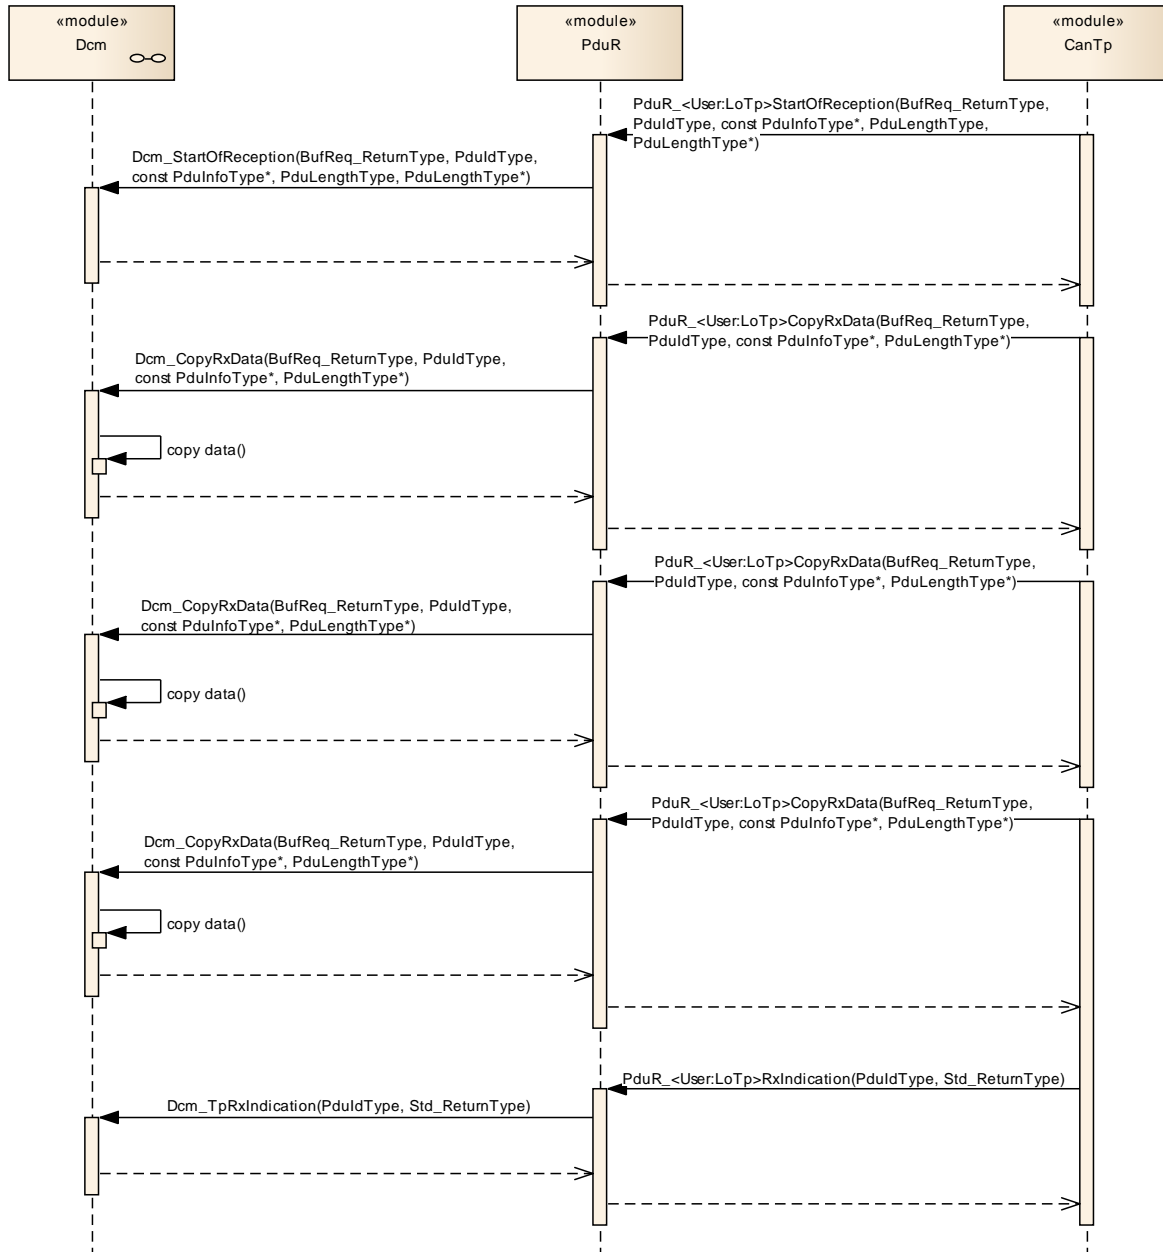 «module»
Dcm
«module»
PduR
«module»
CanTp
PduR_<User:LoTp>StartOfReception(BufReq_ReturnType,
PduIdType, const PduInfoType*, PduLengthType,
PduLengthType*)
Dcm_StartOfReception(BufReq_ReturnType, PduIdType,
const PduInfoType*, PduLengthType, PduLengthType*)
PduR_<User:LoTp>CopyRxData(BufReq_ReturnType,
PduIdType, const PduInfoType*, PduLengthType*)
Dcm_CopyRxData(BufReq_ReturnType, PduIdType,
const PduInfoType*, PduLengthType*)
copy data()
PduR_<User:LoTp>CopyRxData(BufReq_ReturnType,
PduIdType, const PduInfoType*, PduLengthType*)
Dcm_CopyRxData(BufReq_ReturnType, PduIdType,
const PduInfoType*, PduLengthType*)
copy data()
PduR_<User:LoTp>CopyRxData(BufReq_ReturnType,
PduIdType, const PduInfoType*, PduLengthType*)
Dcm_CopyRxData(BufReq_ReturnType, PduIdType,
const PduInfoType*, PduLengthType*)
copy data()
PduR_<User:LoTp>RxIndication(PduIdType, Std_ReturnType)
Dcm_TpRxIndication(PduIdType, Std_ReturnType)